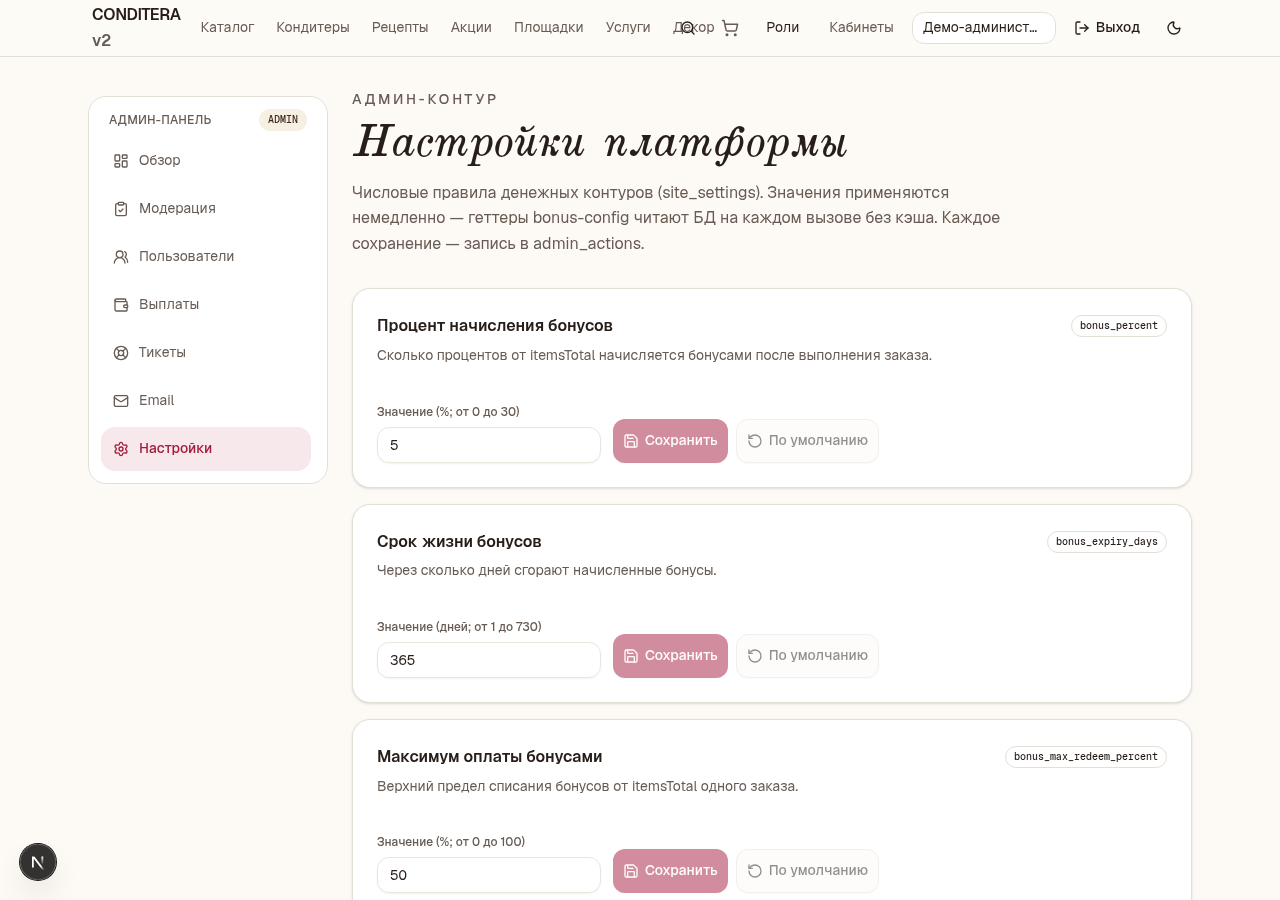 CONDITERA
v2
Каталог
Кондитеры
Рецепты
Акции
Площадки
Услуги
Декор
Роли
Кабинеты
Демо-админист…
Выход
АДМИН-ПАНЕЛЬ
ADMIN
Обзор
Модерация
Пользователи
Выплаты
Тикеты
Email
Настройки
АДМИН-КОНТУР
Настройки платформы
Числовые правила денежных контуров (site_settings). Значения применяются
немедленно — геттеры bonus-config читают БД на каждом вызове без кэша. Каждое
сохранение — запись в admin_actions.
Процент начисления бонусов
bonus_percent
Сколько процентов от itemsTotal начисляется бонусами после выполнения заказа.
Значение (%; от 0 до 30)
5
Сохранить
По умолчанию
Срок жизни бонусов
bonus_expiry_days
Через сколько дней сгорают начисленные бонусы.
Значение (дней; от 1 до 730)
365
Сохранить
По умолчанию
Максимум оплаты бонусами
bonus_max_redeem_percent
Верхний предел списания бонусов от itemsTotal одного заказа.
Значение (%; от 0 до 100)
50
Сохранить
По умолчанию
N